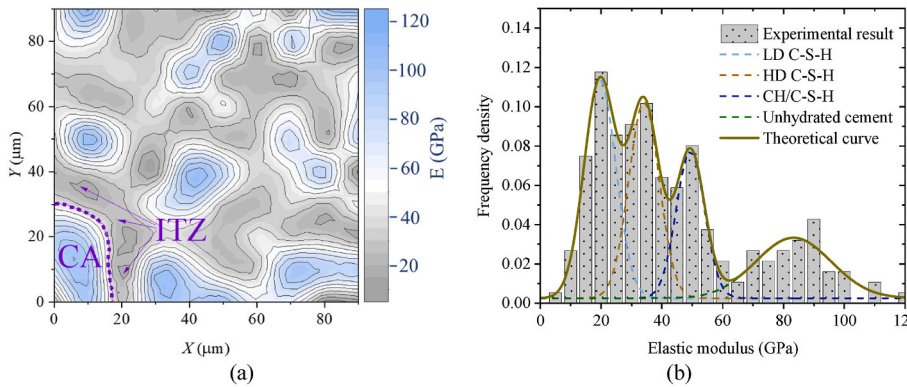 80
60
40
20
0
0 20 40 60 80
Y (μm)
X (μm)
CA
ITZ
120
100
80
60
40
20
E (GPa)
(a)
0.14
0.12
0.10
0.08
0.06
0.04
0.02
0.00
0 20 40 60 80 100 120
Frequency density
Elastic modulus (GPa)
Experimental result
LD C-S-H
HD C-S-H
CH/C-S-H
Unhydrated cement
Theoretical curve
(b)